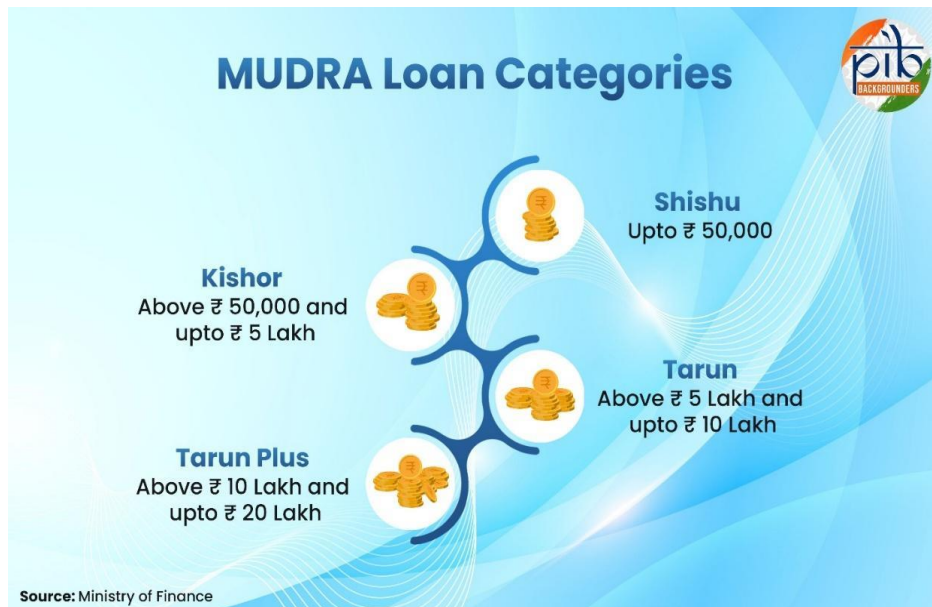 MUDRA Loan Categories
pib
BACKGROUNDERS
Shishu
Upto ₹ 50,000
Kishor
Above ₹ 50,000 and
upto ₹ 5 Lakh
Tarun
Above ₹ 5 Lakh and
upto ₹ 10 Lakh
Tarun Plus
Above ₹ 10 Lakh and
upto ₹ 20 Lakh
Source: Ministry of Finance